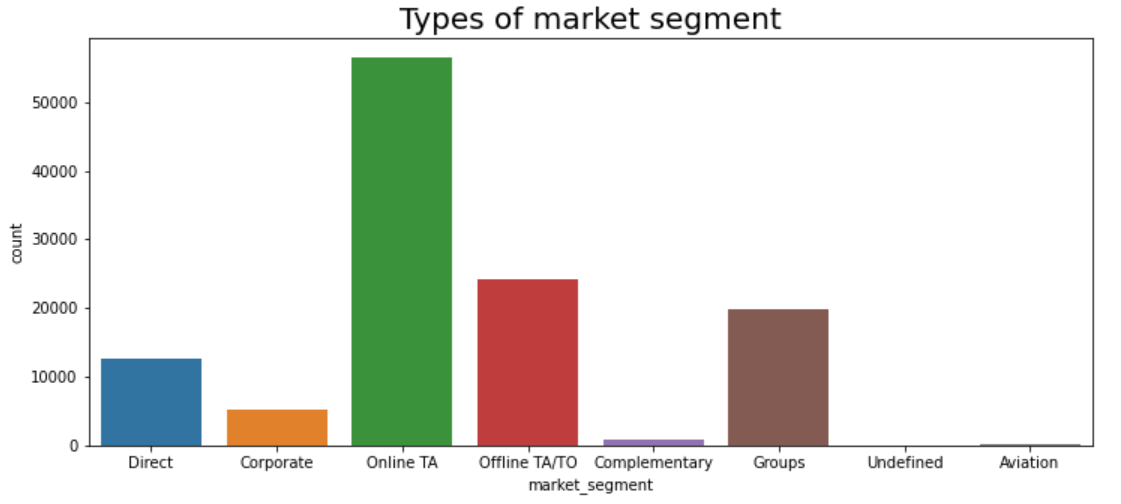 Types of market segment
count
50000
40000
30000
20000
10000
0
Direct Corporate Online TA Offline TA/TO Complementary Groups Undefined Aviation
market_segment